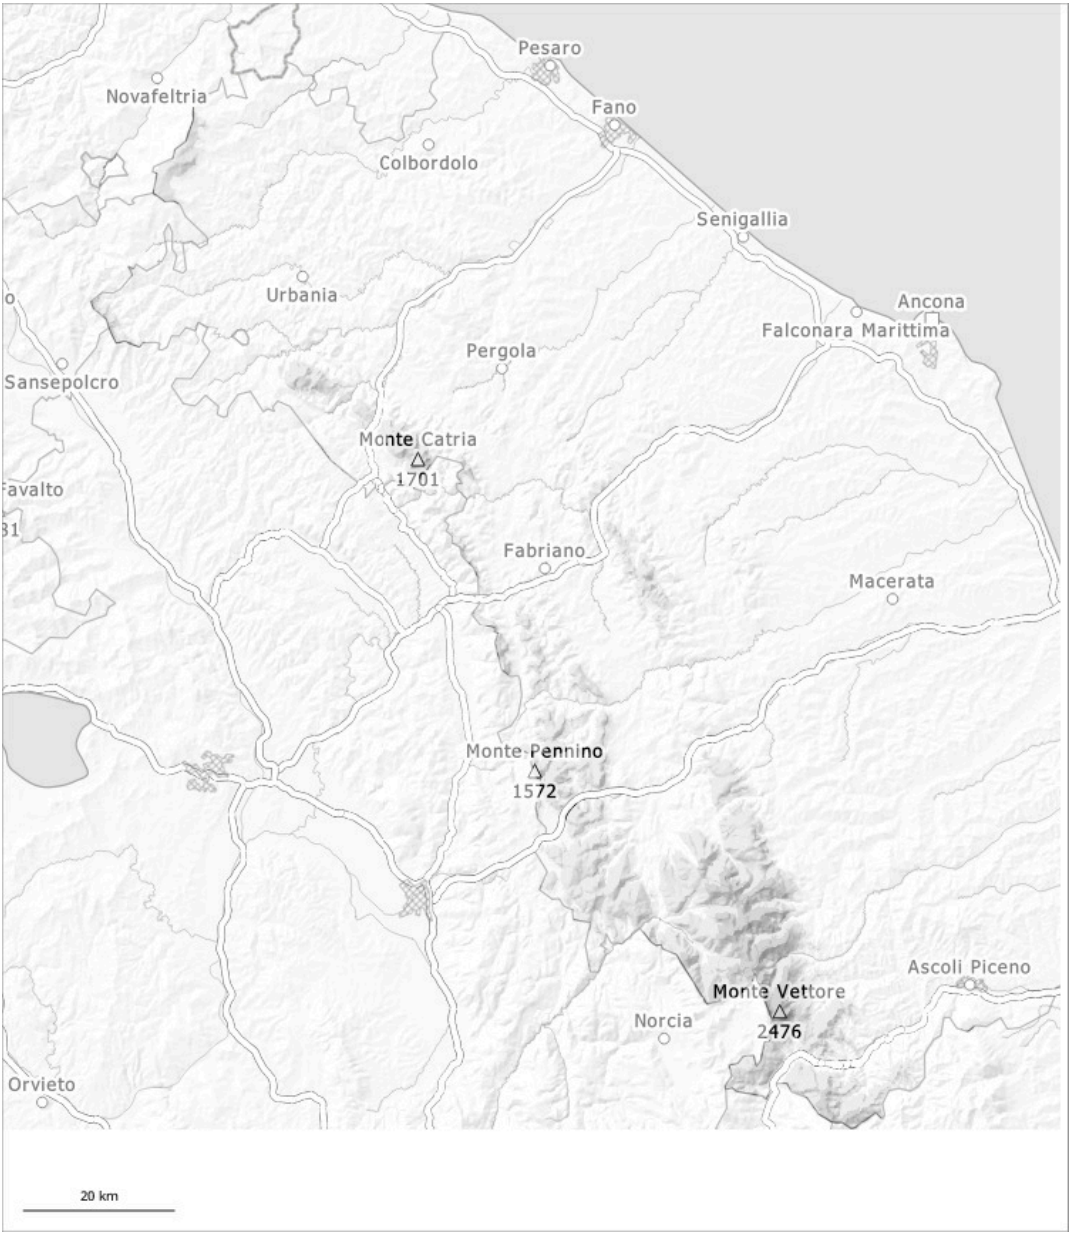 Pesaro
Novafeltria
Fano
Colbordolo
Senigallia
Urbania
o
Ancona
Falconara Marittima
Pergola
Sansepolcro
Monte Catria
1701
Favalto
81
Fabriano
Macerata
Monte Pennino
1572
Ascoli Piceno
Monte Vettore
2476
Norcia
Orvieto
20 km